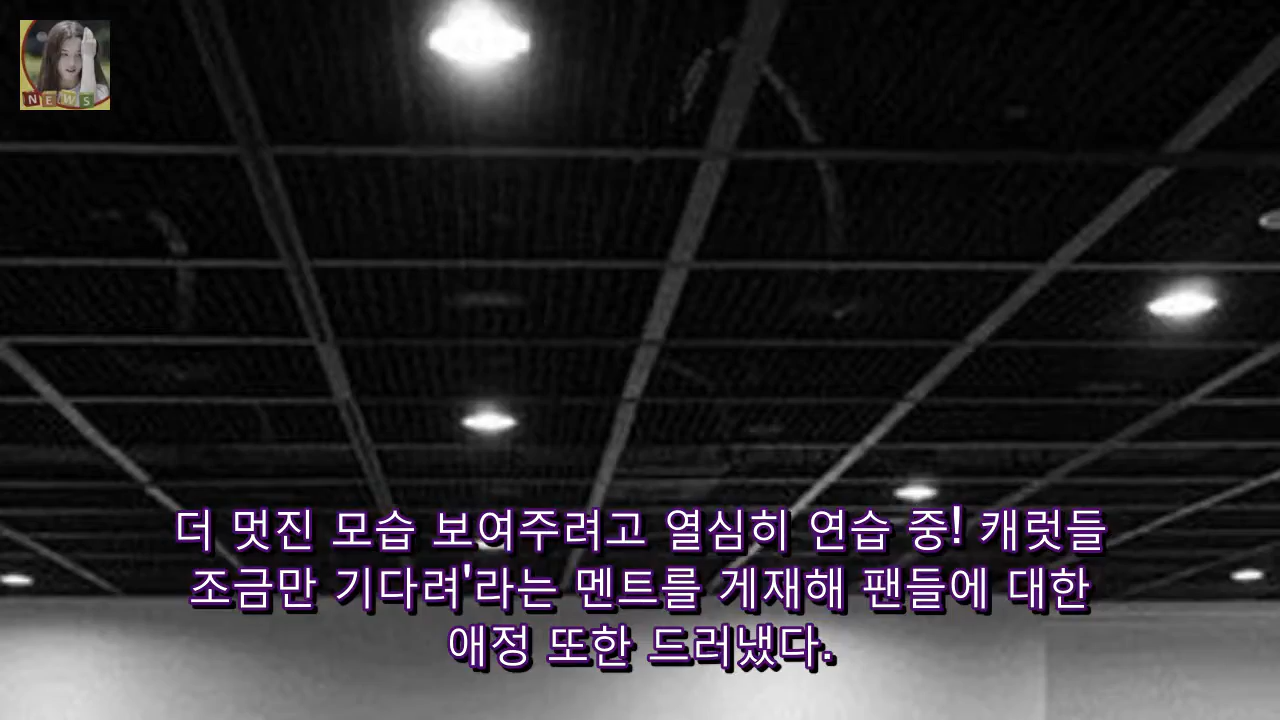 NEWS
더 멋진 모습 보여주려고 열심히 연습 중! 캐럿들
조금만 기다려'라는 멘트를 게재해 팬들에 대한
애정 또한 드러냈다.